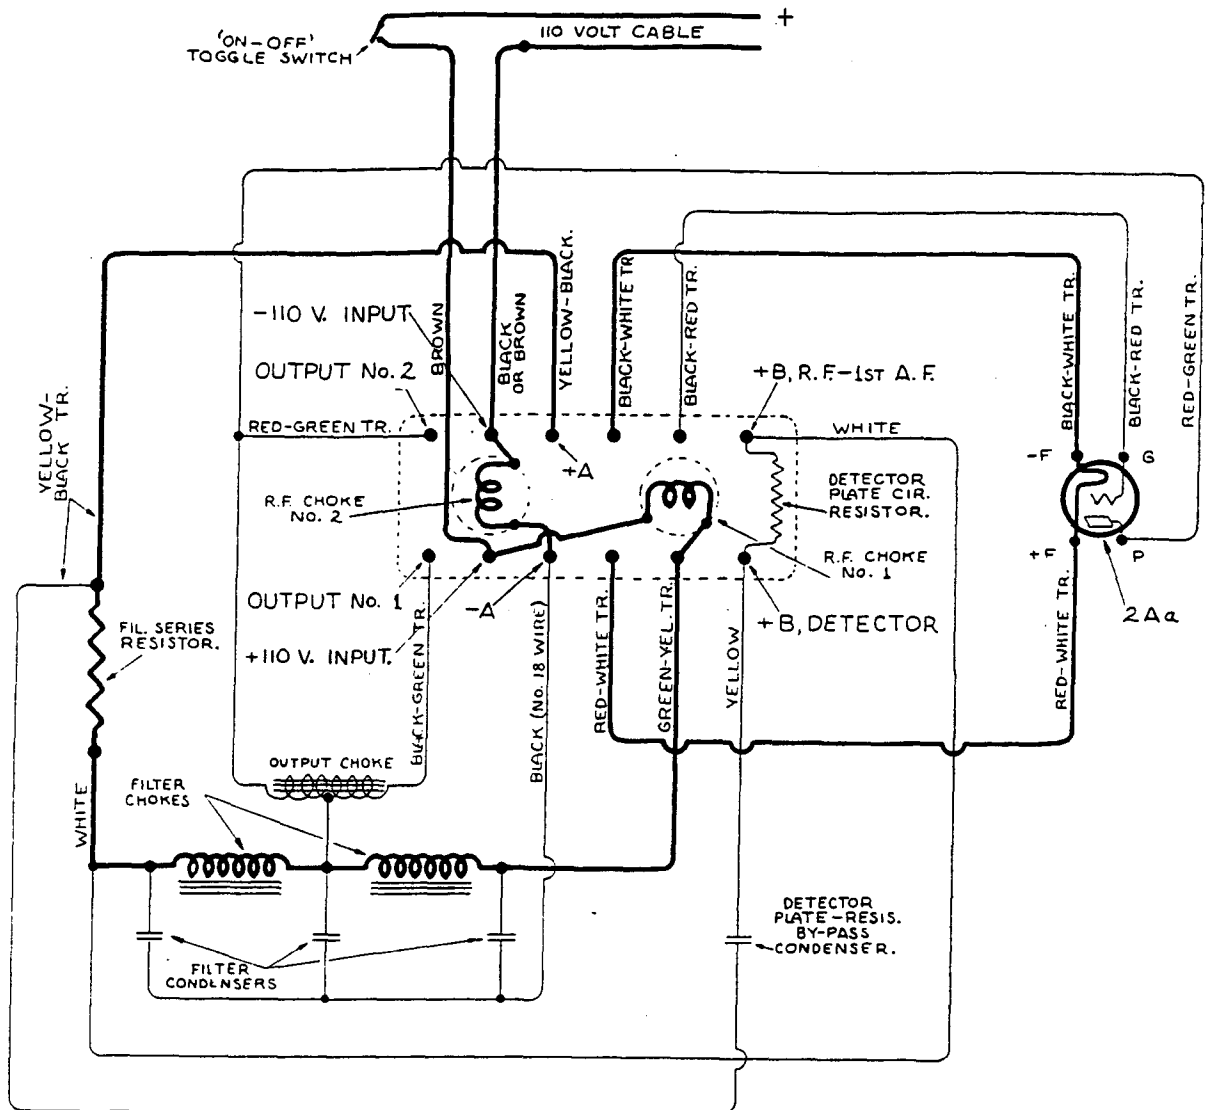 +
'ON-OFF'
TOGGLE SWITCH
110 VOLT CABLE
-110 V. INPUT
OUTPUT No. 2
BROWN
BLACK
OR BROWN
YELLOW-BLACK.
BLACK-WHITE TR
BLACK-RED TR.
+B, R.F.-1ST A.F.
BLACK-WHITE TR.
BLACK-RED TR.
RED-GREEN TR.
YELLOW-
BLACK TR.
RED-GREEN TR.
+A
WHITE
-F
G
R.F. CHOKE
No. 2
DETECTOR
PLATE CIR.
RESISTOR.
+F
P
R.F. CHOKE
No. 1
2Aa
OUTPUT No. 1
-A
+B, DETECTOR
FIL. SERIES
RESISTOR.
+110 V. INPUT.
BLACK-GREEN TR.
BLACK (No. 18 WIRE)
RED-WHITE TR.
GREEN-YEL. TR.
YELLOW
RED-WHITE TR.
OUTPUT CHOKE
FILTER
CHOKES
WHITE
DETECTOR
PLATE-RESIS.
BY-PASS
CONDENSER.
FILTER
CONDENSERS